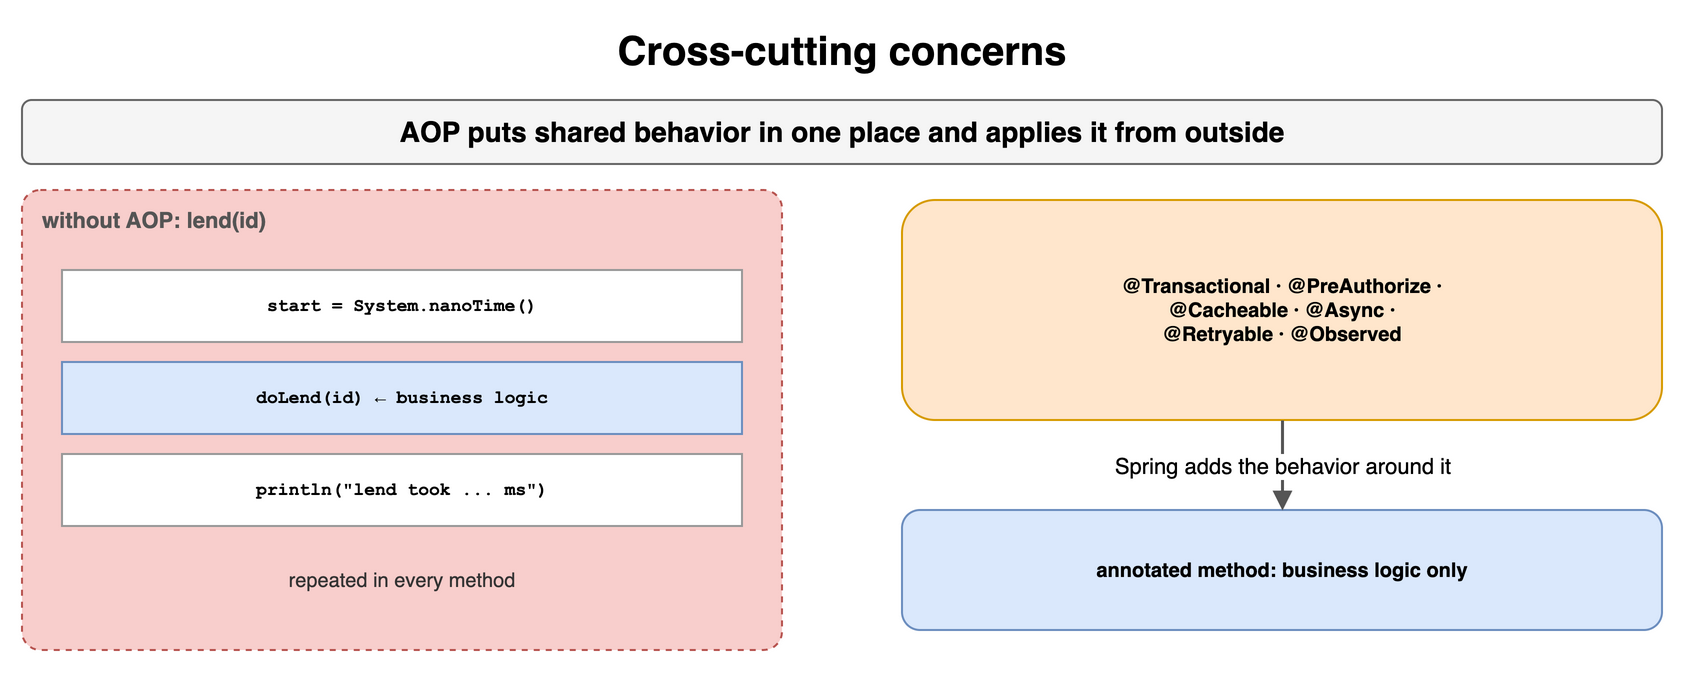 Cross-cutting concerns
AOP puts shared behavior in one place and applies it from outside
without AOP: lend(id)
start = System.nanoTime()
doLend(id) ← business logic
println("lend took ... ms")
repeated in every method
@Transactional · @PreAuthorize ·
@Cacheable · @Async ·
@Retryable · @Observed
Spring adds the behavior around it
annotated method: business logic only